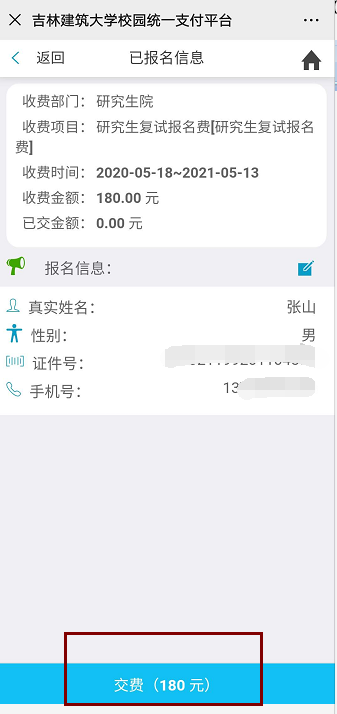 吉林建筑大学校园统一支付平台
返回 已报名信息
收费部门： 研究生院
收费项目： 研究生复试报名费[研究生复试报名
费]
收费时间： 2020-05-18~2021-05-13
收费金额： 180.00 元
已交金额： 0.00 元
报名信息：
真实姓名： 张山
性别： 男
证件号：
手机号： 13
交费（180 元）